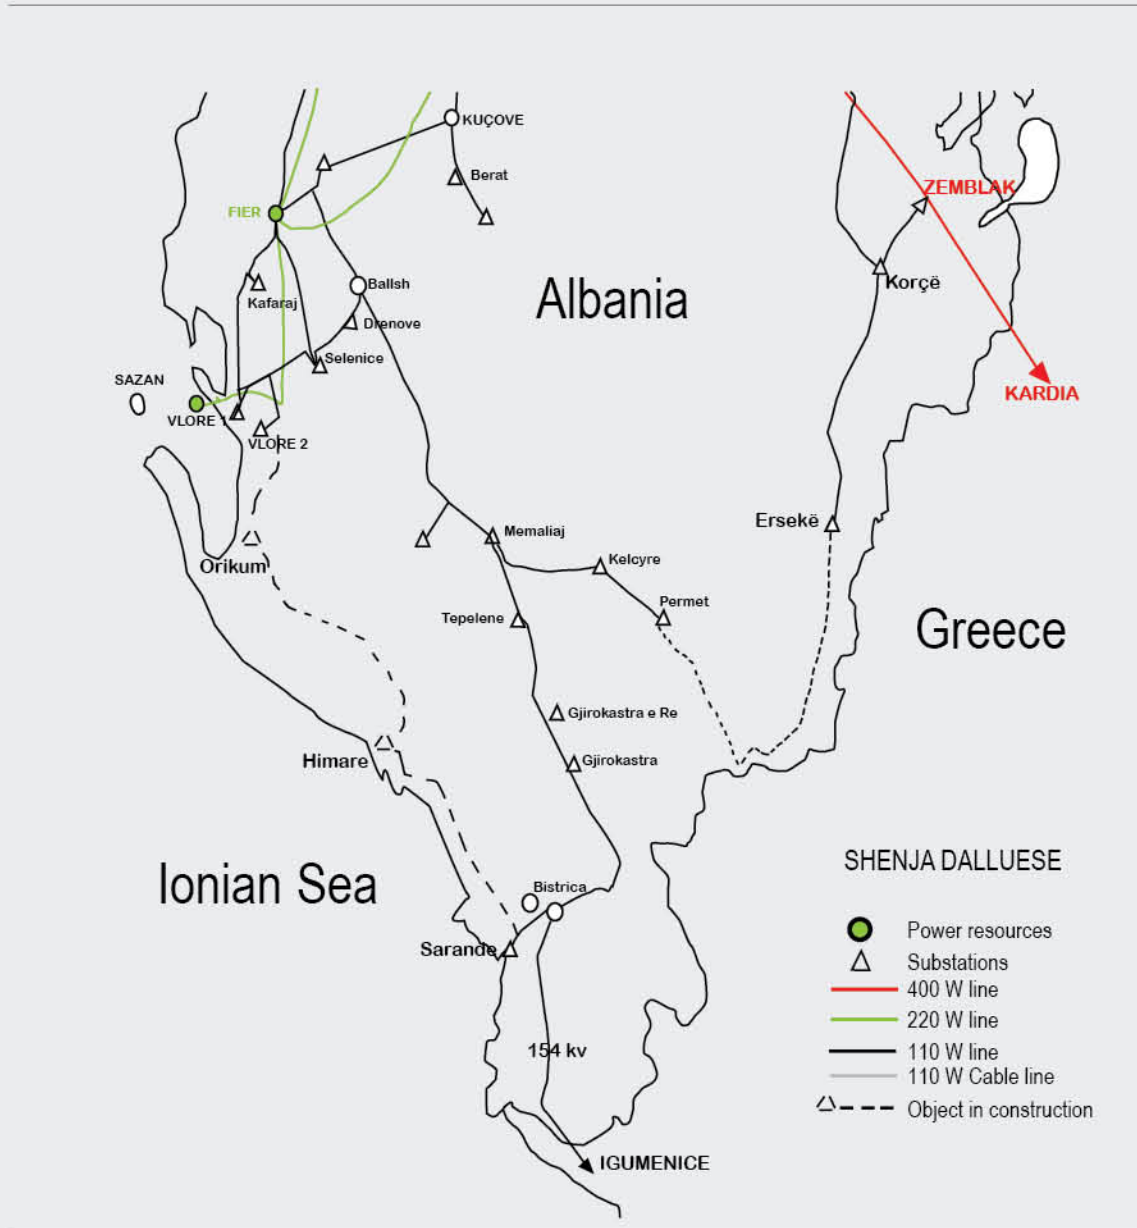 KUÇOVE
Berat
ZEMBLAK
FIER
Korçë
Ballsh
Albania
Kafaraj
Drenove
Selenice
SAZAN
KARDIA
VLORE 1
VLORE 2
Ersekë
Memaliaj
Kelcyre
Orikum
Permet
Tepelene
Greece
Gjirokastra e Re
Himare
Gjirokastra
Ionian Sea
SHENJA DALLUESE
Bistrica
Power resources
Sarande
Substations
400 W line
220 W line
154 kv
110 W line
110 W Cable line
Object in construction
IGUMENICE